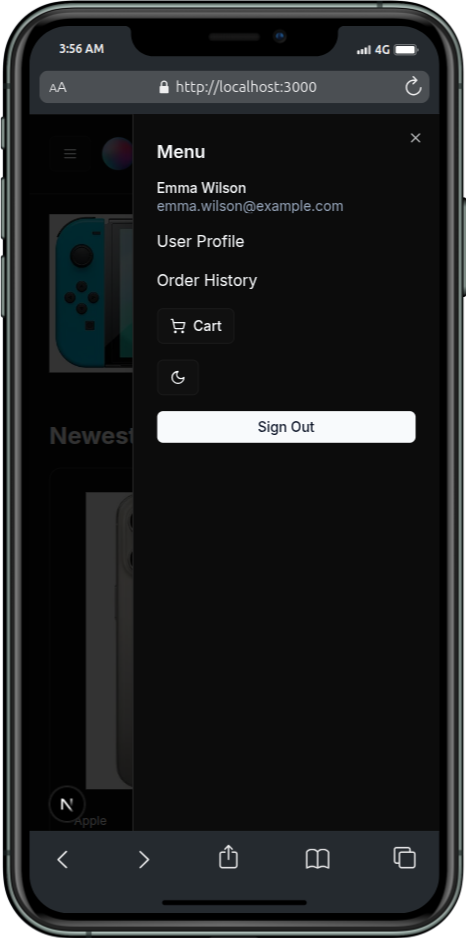 3:56 AM
4G
AA
http://localhost:3000
Menu
Emma Wilson
emma.wilson@example.com
User Profile
Order History
Cart
Sign Out
Newest
N
Apple